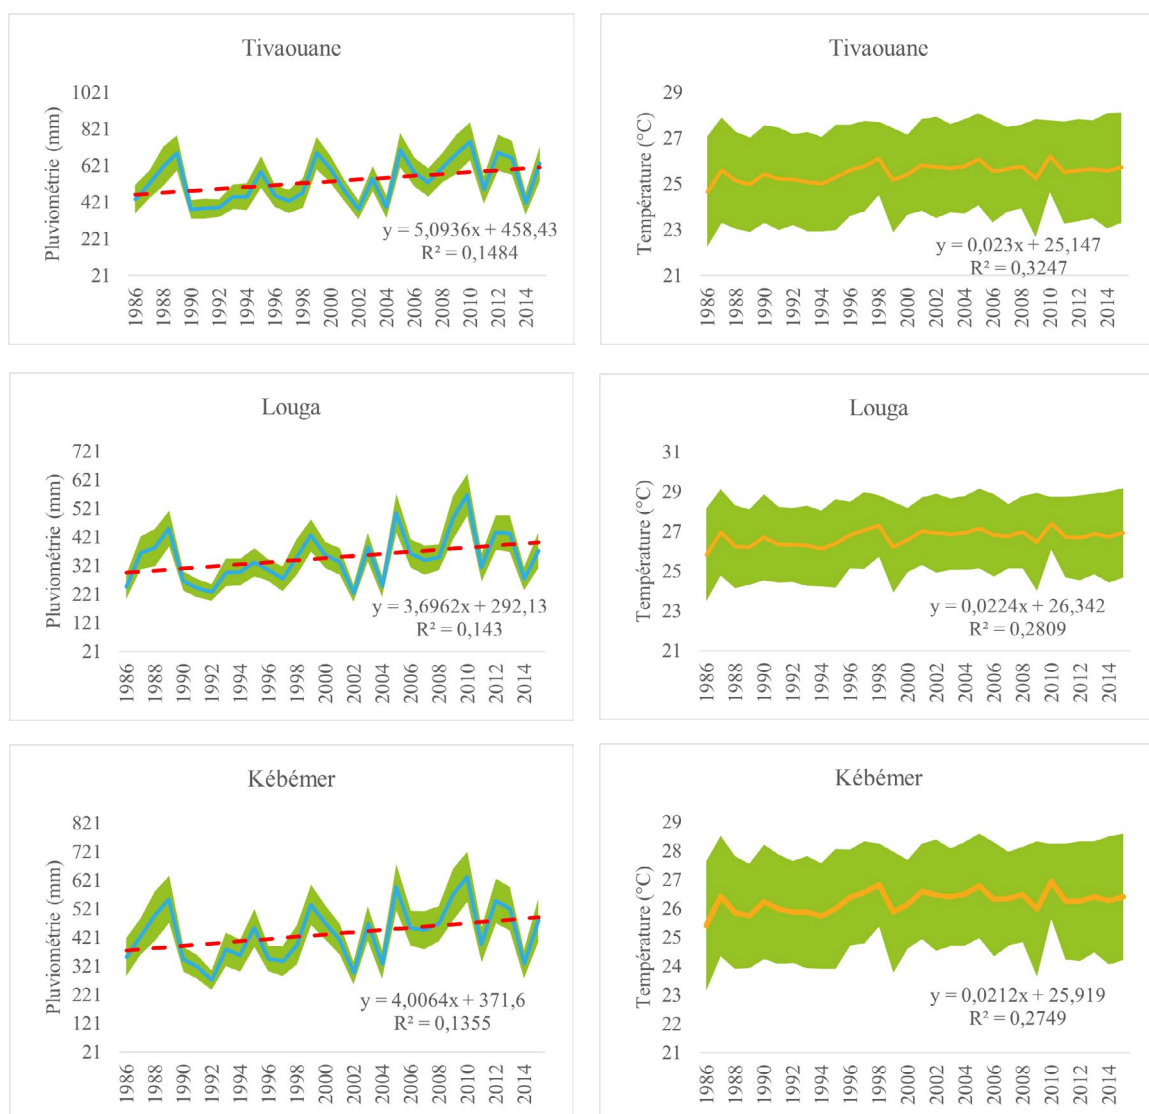 Tivaouane
Pluviométrie (mm)
1021
821
621
421
221
21
y = 5,0936x + 458,43
R² = 0,1484
1986 1988 1990 1992 1994 1996 1998 2000 2002 2004 2006 2008 2010 2012 2014
Tivaouane
Température (°C)
29
27
25
23
21
y = 0,023x + 25,147
R² = 0,3247
1986 1988 1990 1992 1994 1996 1998 2000 2002 2004 2006 2008 2010 2012 2014
Louga
Pluviométrie (mm)
721
621
521
421
321
221
121
21
y = 3,6962x + 292,13
R² = 0,143
1986 1988 1990 1992 1994 1996 1998 2000 2002 2004 2006 2008 2010 2012 2014
Louga
Température (°C)
31
29
27
25
23
21
y = 0,0224x + 26,342
R² = 0,2809
1986 1988 1990 1992 1994 1996 1998 2000 2002 2004 2006 2008 2010 2012 2014
Kébémer
Pluviométrie (mm)
821
721
621
521
421
321
221
121
21
y = 4,0064x + 371,6
R² = 0,1355
1986 1988 1990 1992 1994 1996 1998 2000 2002 2004 2006 2008 2010 2012 2014
Kébémer
Température (°C)
29
28
27
26
25
24
23
22
21
y = 0,0212x + 25,919
R² = 0,2749
1986 1988 1990 1992 1994 1996 1998 2000 2002 2004 2006 2008 2010 2012 2014